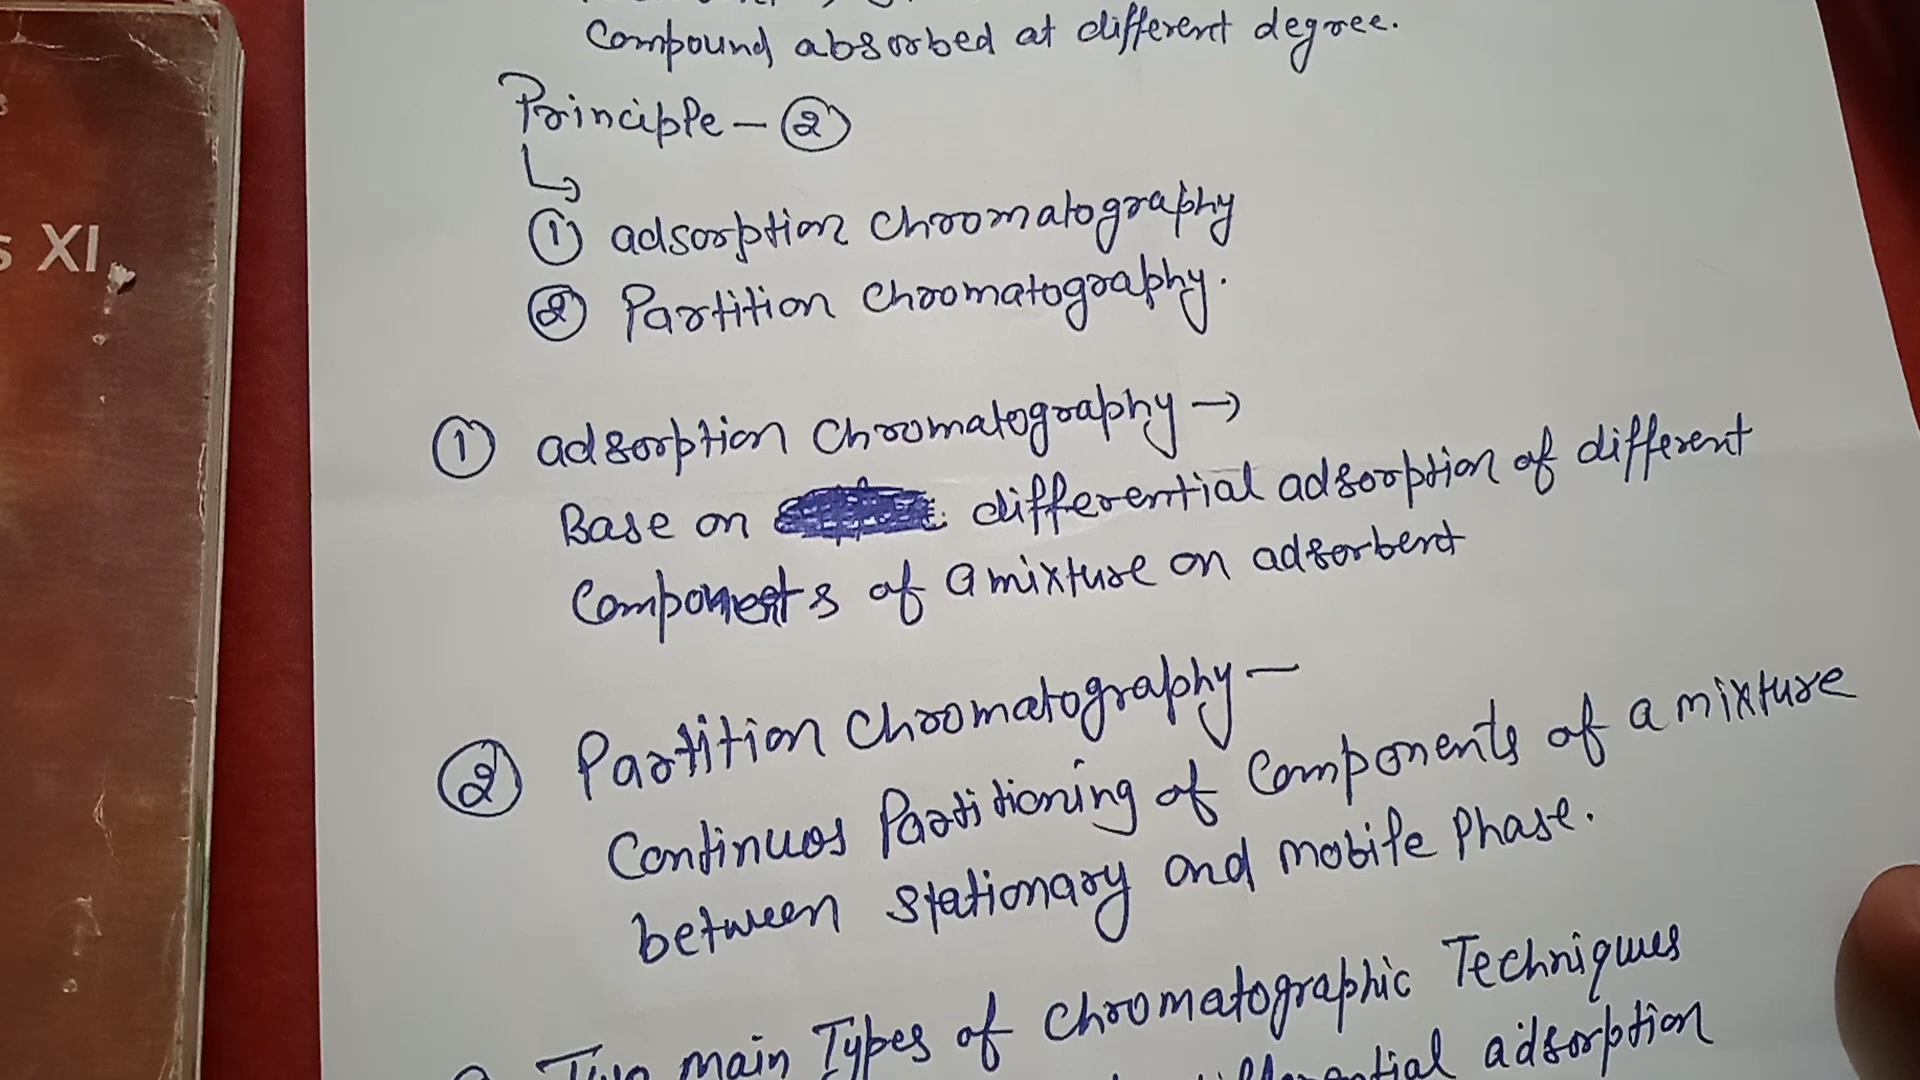 Compound absorbed at different degree.
Principle - ②
① adsorption chromatography
② Partition chromatography.
① adsorption chromatography →
Base on differential adsorption of different
Components of a mixture on adsorbent
② Partition chromatography -
Continuos Partitioning of Components of a mixture
between stationary and mobile Phase.
Two main Types of chromatographic Techniques
differential adsorption
s XI